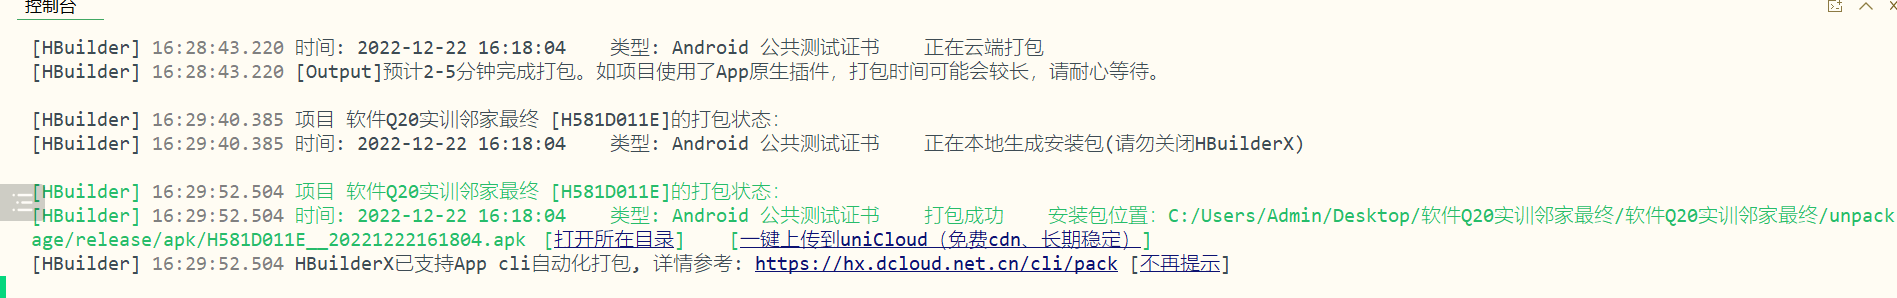 控制台
[HBuilder] 16:28:43.220 时间: 2022-12-22 16:18:04    类型: Android 公共测试证书    正在云端打包
[HBuilder] 16:28:43.220 [Output]预计2-5分钟完成打包。如项目使用了App原生插件，打包时间可能会较长，请耐心等待。
[HBuilder] 16:29:40.385 项目 软件Q20实训邻家最终 [H581D011E]的打包状态:
[HBuilder] 16:29:40.385 时间: 2022-12-22 16:18:04    类型: Android 公共测试证书    正在本地生成安装包(请勿关闭HBuilderX)
[HBuilder] 16:29:52.504 项目 软件Q20实训邻家最终 [H581D011E]的打包状态:
[HBuilder] 16:29:52.504 时间: 2022-12-22 16:18:04    类型: Android 公共测试证书    打包成功    安装包位置：C:/Users/Admin/Desktop/软件Q20实训邻家最终/软件Q20实训邻家最终/unpack
age/release/apk/H581D011E__20221222161804.apk [打开所在目录]    [一键上传到uniCloud（免费cdn、长期稳定）]
[HBuilder] 16:29:52.504 HBuilderX已支持App cli自动化打包, 详情参考: https://hx.dcloud.net.cn/cli/pack [不再提示]